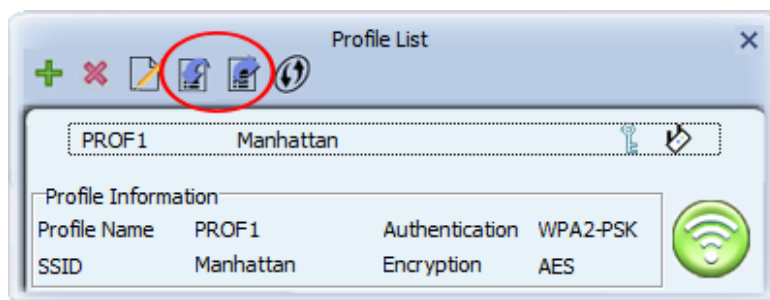 Profile List
PROF1 Manhattan
Profile Information
Profile Name PROF1 Authentication WPA2-PSK
SSID Manhattan Encryption AES